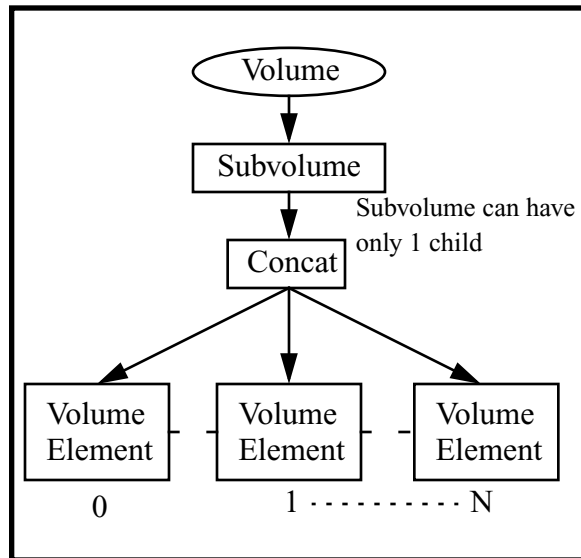 Volume
Subvolume
Subvolume can have
only 1 child
Concat
Volume
Element
Volume
Element
Volume
Element
0
1
N